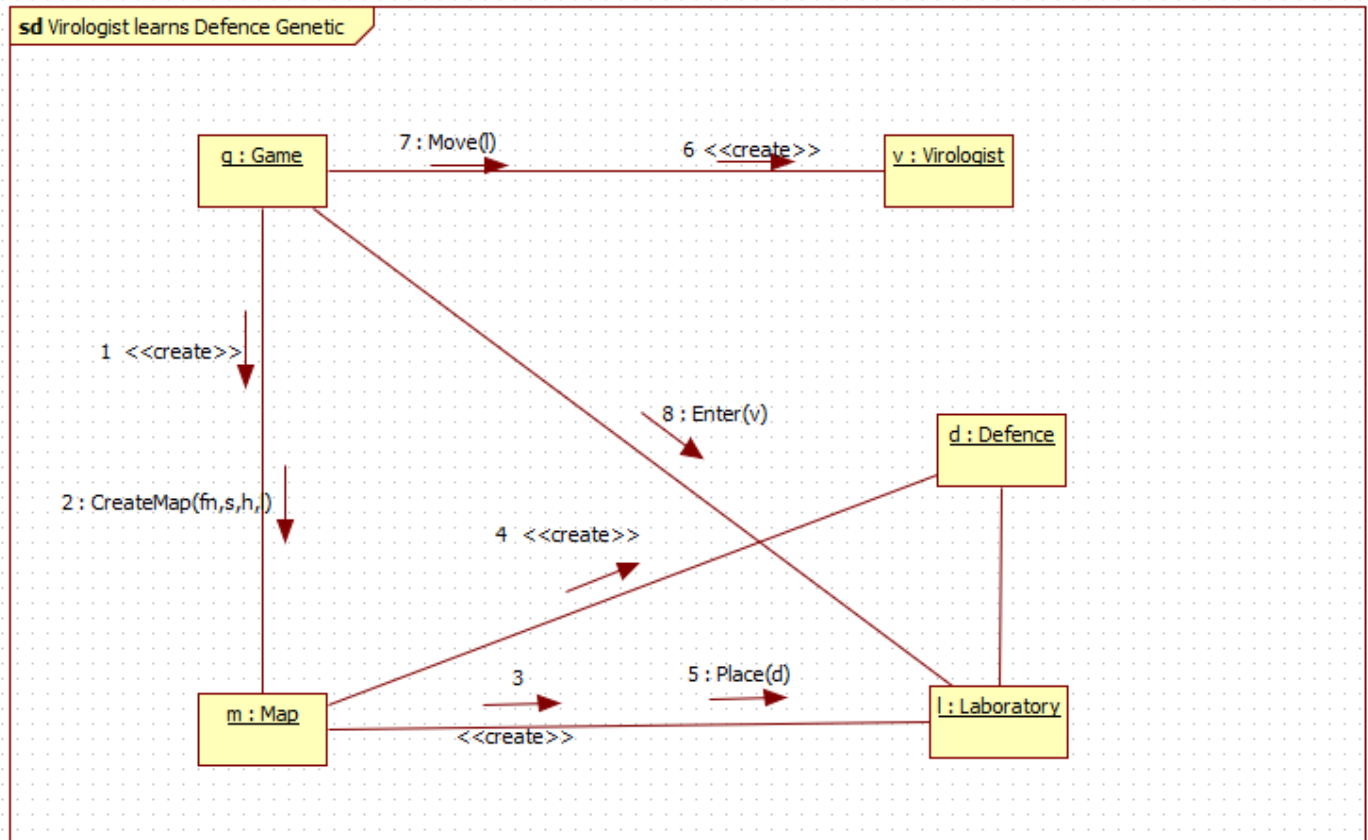 sd Virologist learns Defence Genetic
7 : Move(l)
6 <<create>>
g : Game
v : Virologist
1 <<create>>
8 : Enter(v)
d : Defence
2 : CreateMap(fn,s,h,l)
4 <<create>>
3
5 : Place(d)
m : Map
l : Laboratory
<<create>>